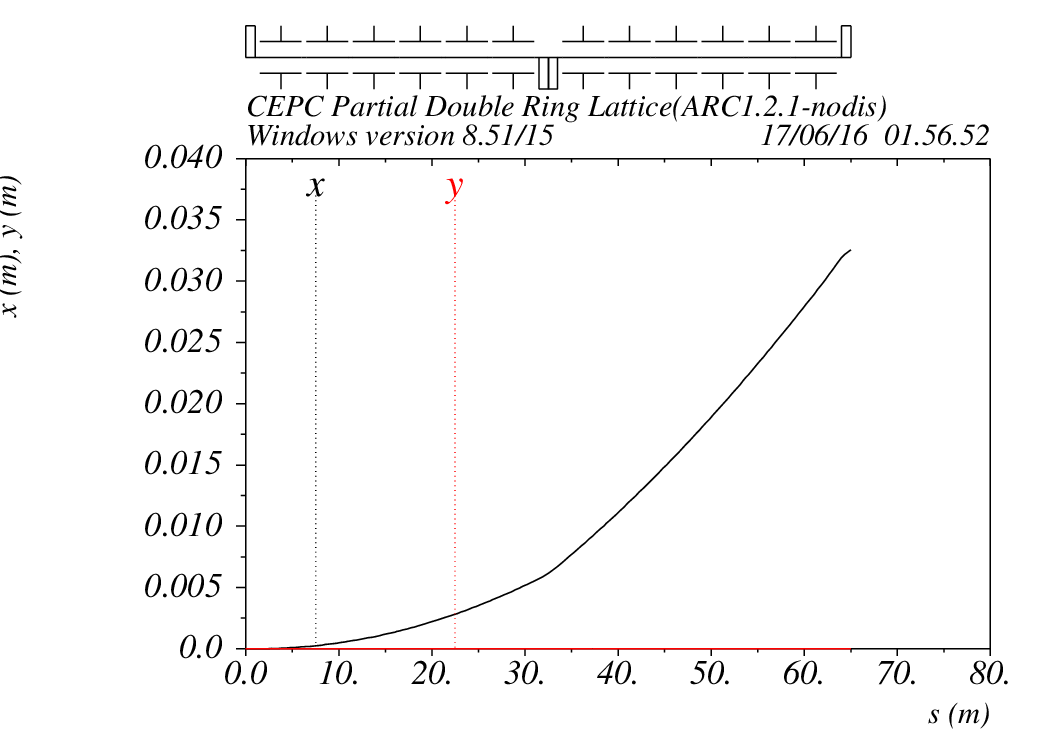 CEPC Partial Double Ring Lattice(ARC1.2.1-nodis)
Windows version 8.51/15 17/06/16 01.56.52
x (m), y (m)
x y
0.040
0.035
0.030
0.025
0.020
0.015
0.010
0.005
0.0
0.0 10. 20. 30. 40. 50. 60. 70. 80.
s (m)